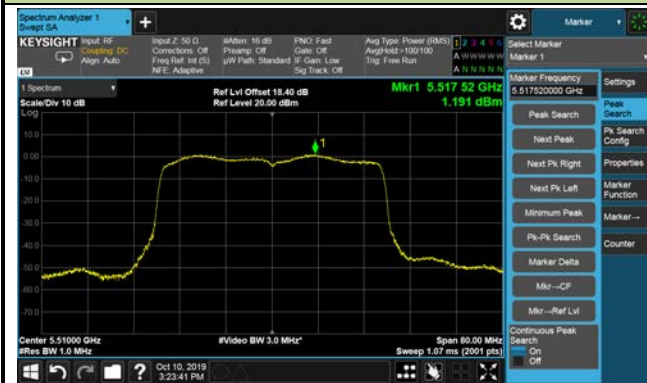 Spectrum Analyzer 1
Swept SA
Marker
KEYSIGHT
Input: RF
Coupling: DC
Align: Auto
Input Z: 50 Ω
Corrections: Off
Freq Ref: Int (S)
NFE: Adaptive
#Atten: 16 dB
Preamp: Off
µW Path: Standard
PNO: Fast
Gate: Off
IF Gain: Low
Sig Track: Off
Avg Type: Power (RMS)
Avg|Hold:>100/100
Trig: Free Run
1 2 3 4 5 6
A W W W W W
A N N N N N
LXI
Select Marker
Marker 1
1 Spectrum
Scale/Div 10 dB
Log
Ref Lvl Offset 18.40 dB
Ref Level 20.00 dBm
Mkr1 5.517 52 GHz
1.191 dBm
10.0
0.00
-10.0
-20.0
-30.0
-40.0
-50.0
-60.0
-70.0
1
Center 5.51000 GHz
#Res BW 1.0 MHz
#Video BW 3.0 MHz*
Span 80.00 MHz
Sweep 1.07 ms (2001 pts)
Marker Frequency
5.517520000 GHz
Peak Search
Next Peak
Next Pk Right
Next Pk Left
Minimum Peak
Pk-Pk Search
Marker Delta
Mkr→CF
Mkr→Ref Lvl
Continuous Peak
Search
On
Off
Settings
Peak
Search
Pk Search
Config
Properties
Marker
Function
Marker→
Counter
?
Oct 10, 2019
3:23:41 PM